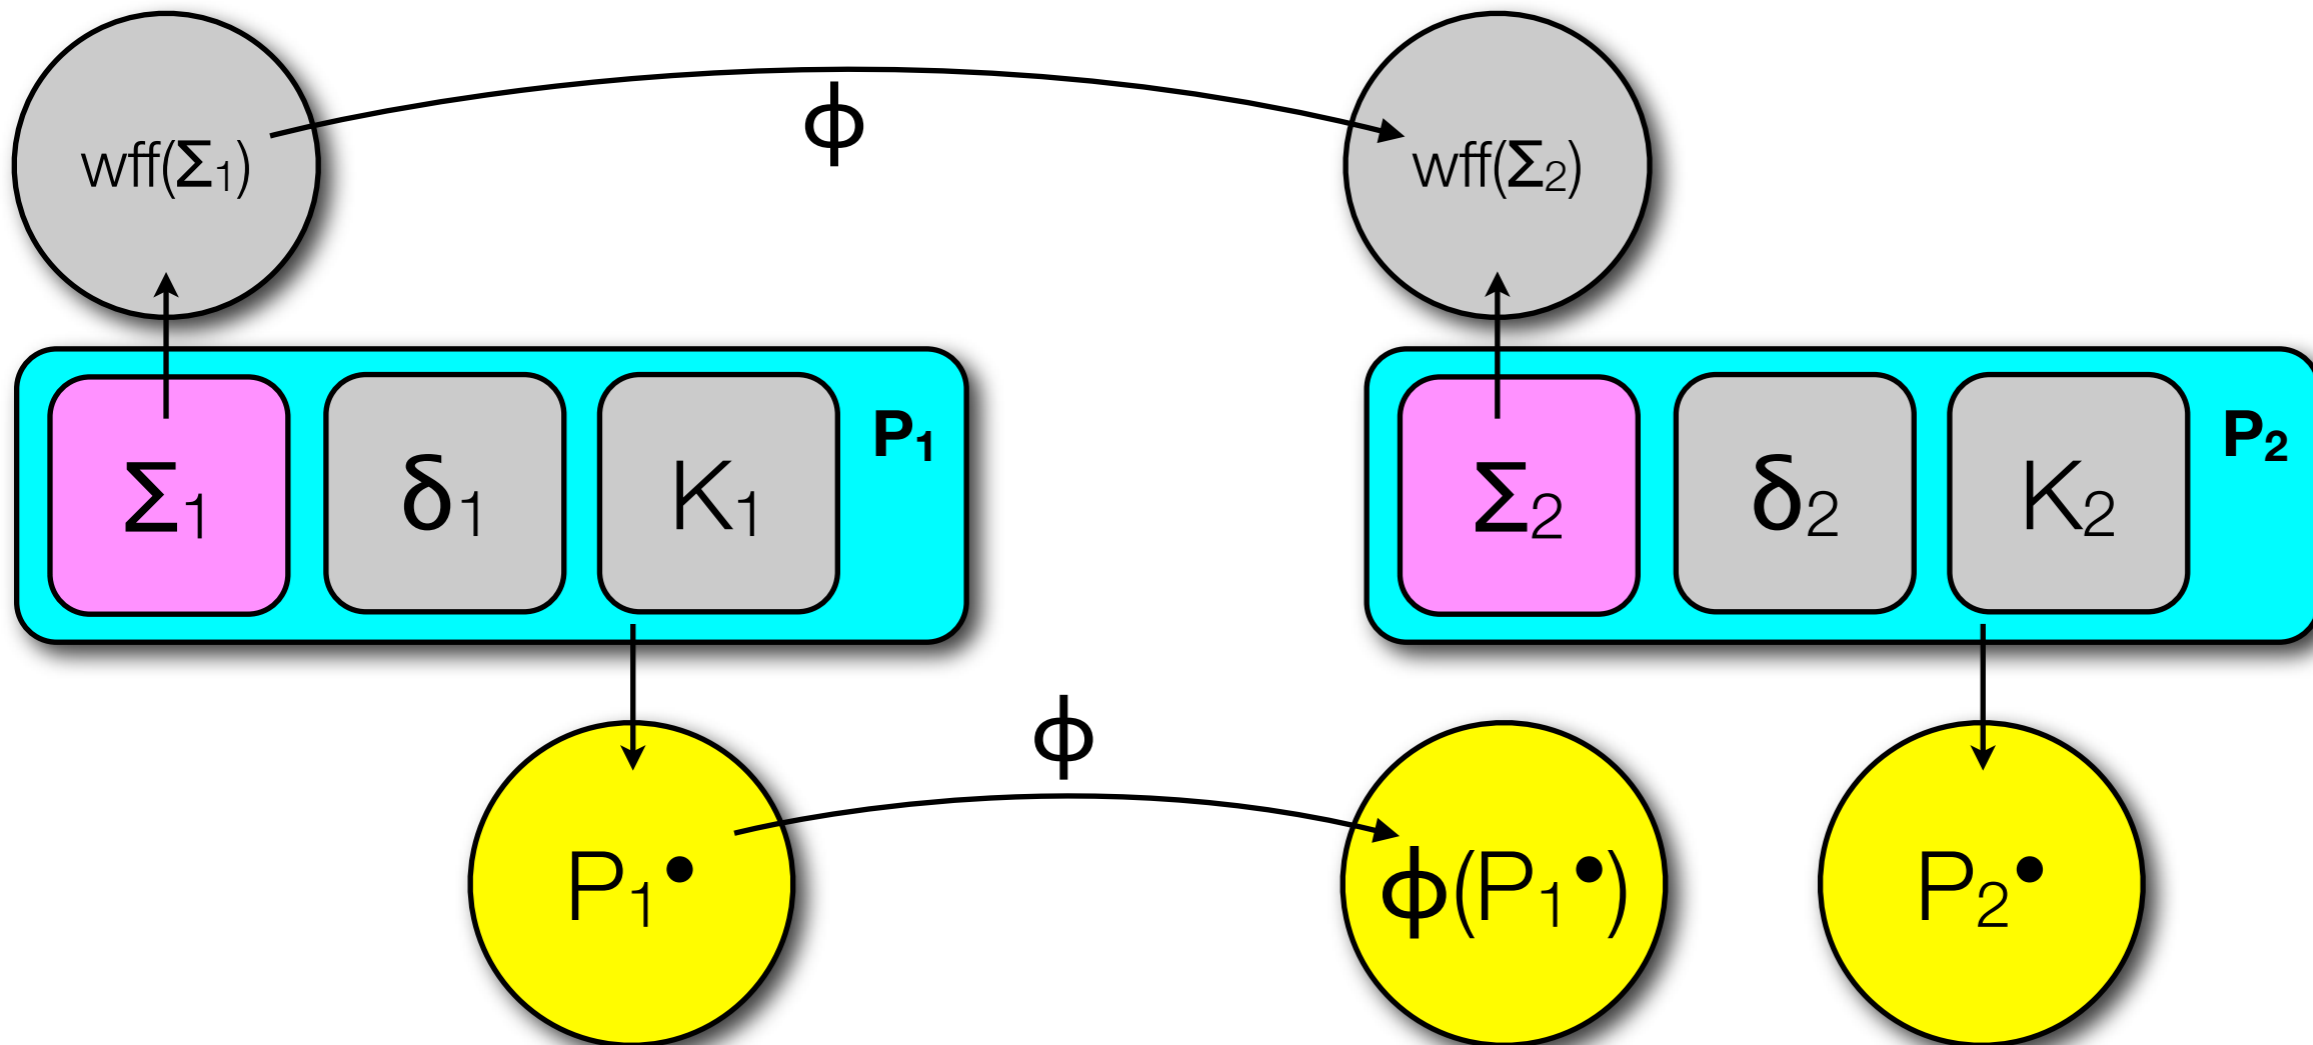 wff(Σ₁)
ϕ
wff(Σ₂)
Σ₁
δ₁
K₁
P₁
Σ₂
δ₂
K₂
P₂
ϕ
P₁•
ϕ(P₁•)
P₂•